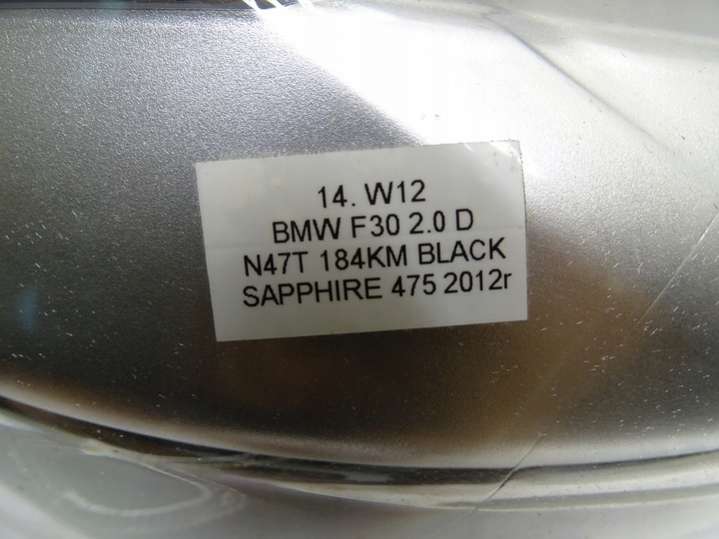 14. W12
BMW F30 2.0 D
N47T 184KM BLACK
SAPPHIRE 475 2012r